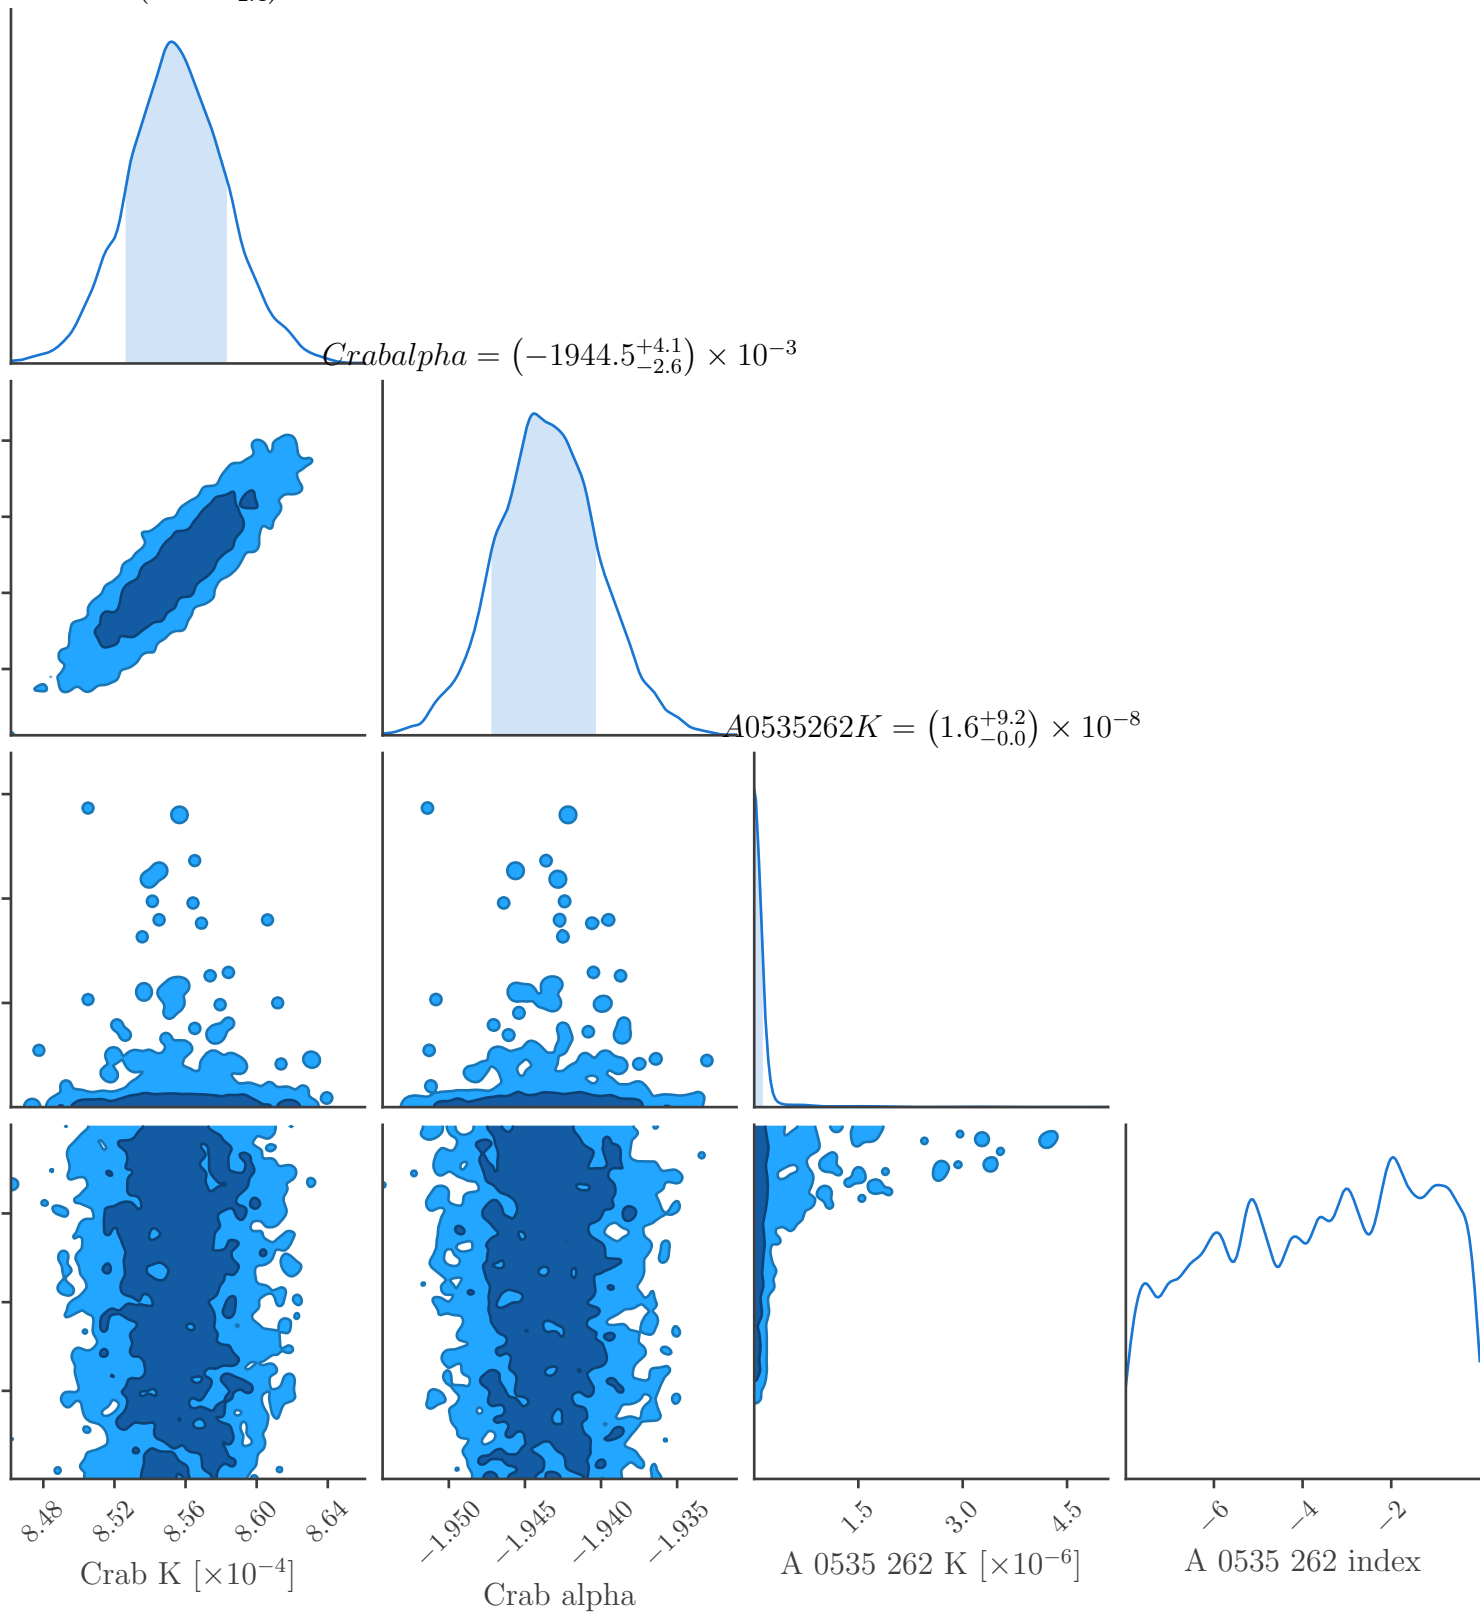 Crabalpha = (−1944.5 +4.1 −2.6) × 10−3
A0535262K = (1.6 +9.2 −0.0) × 10−8
8.48 8.52 8.56 8.60 8.64
−1.950 −1.945 −1.940 −1.935
1.5 3.0 4.5
−6 −4 −2
Crab K [×10−4]
Crab alpha
A 0535 262 K [×10−6]
A 0535 262 index